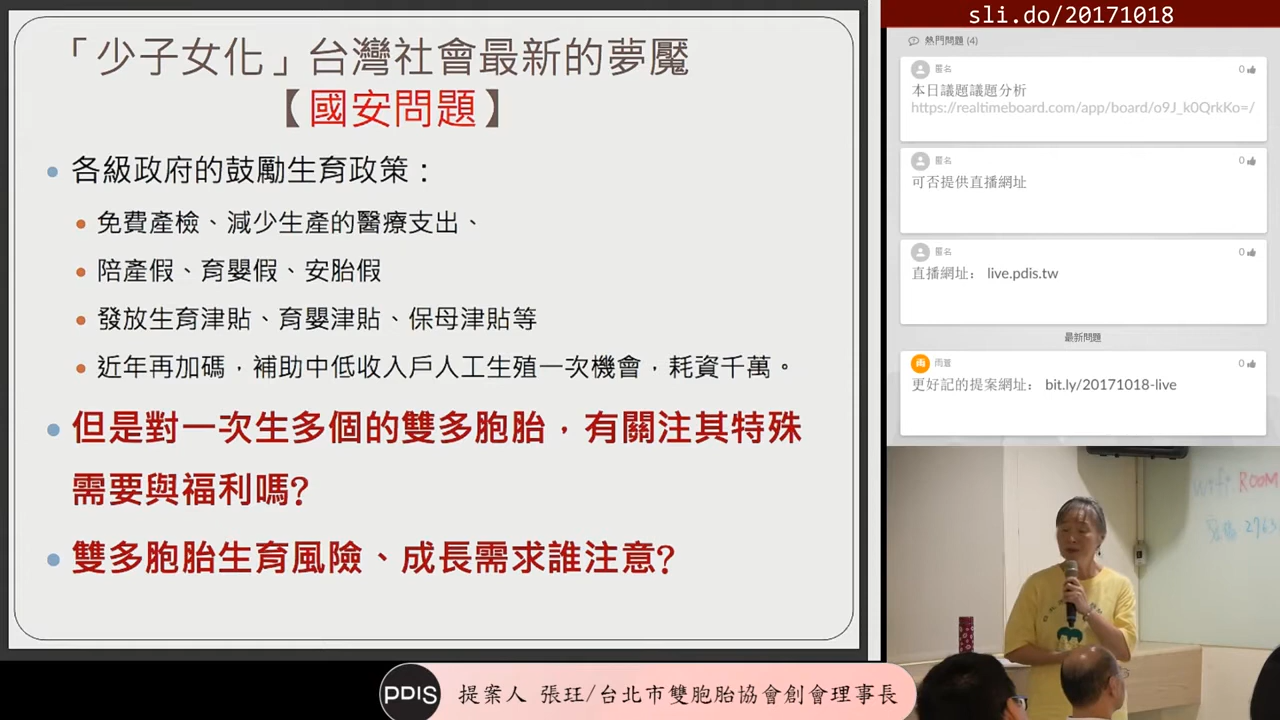 「少子女化」台灣社會最新的夢魘
【國安問題】
各級政府的鼓勵生育政策：
免費產檢、減少生產的醫療支出、
陪產假、育嬰假、安胎假
發放生育津貼、育嬰津貼、保母津貼等
近年再加碼，補助中低收入戶人工生殖一次機會，耗資千萬。
但是對一次生多個的雙多胞胎，有關注其特殊
需要與福利嗎?
雙多胞胎生育風險、成長需求誰注意?
sli.do/20171018
熱門問題 (4)
匿名
0
本日議題議題分析
https://realtimeboard.com/app/board/o9J_k0QrkKo=/
匿名
0
可否提供直播網址
匿名
0
直播網址： live.pdis.tw
最新問題
雨
雨萱
0
更好記的提案網址： bit.ly/20171018-live
wifi ROOM
PDIS
提案人 張珏/台北市雙胞胎協會創會理事長